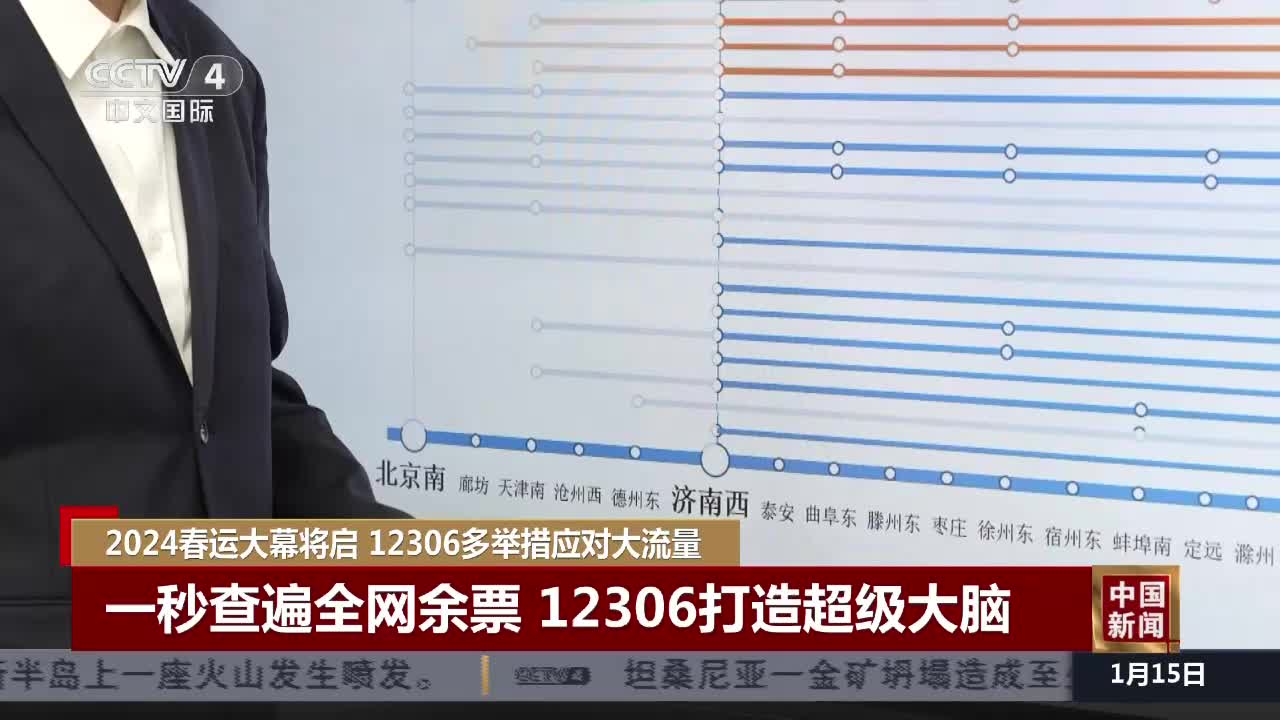 CCTV 4
中文国际
北京南 廊坊 天津南 沧州西 德州东 济南西 泰安 曲阜东 滕州东 枣庄 徐州东 宿州东 蚌埠南 定远 滁州
2024春运大幕将启 12306多举措应对大流量
一秒查遍全网余票 12306打造超级大脑
中国
新闻
半岛上一座火山发生喷发。 CCTV 4 坦桑尼亚一金矿坍塌造成至
1月15日